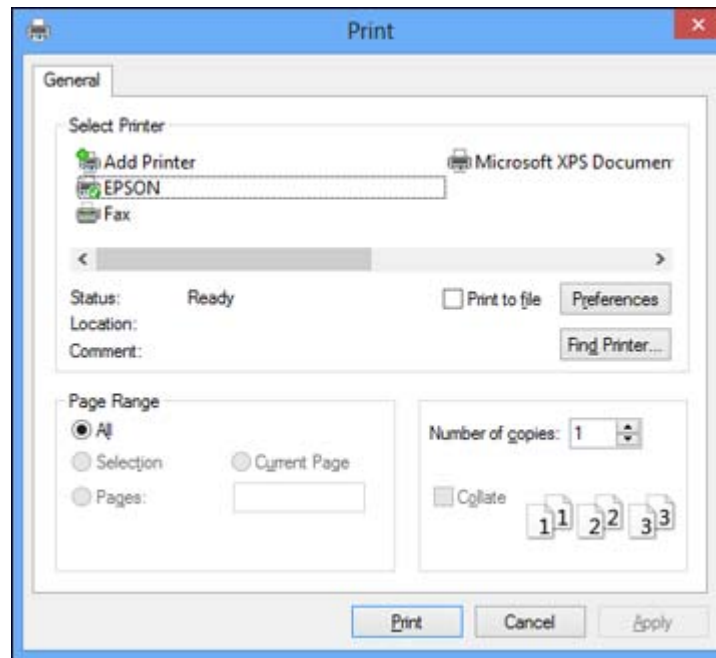 Print
General
Select Printer
Add Printer
Microsoft XPS Documen
EPSON
Fax
Status: Ready
Print to file
Preferences
Location:
Comment:
Find Printer...
Page Range
All
Selection
Current Page
Pages:
Number of copies: 1
Collate
1 1 2 2 3 3
Print
Cancel
Apply